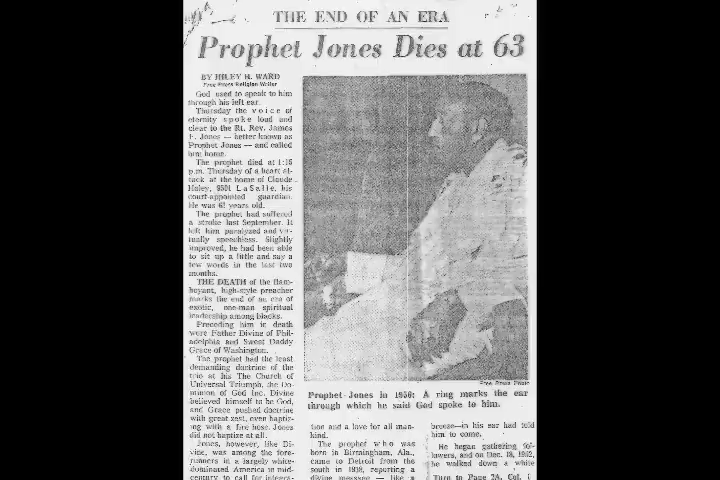 THE END OF AN ERA
Prophet Jones Dies at 63
BY HILEY H. WARD
Free Press Religion Writer
God used to speak to him
through his left ear.
Thursday the voice of
eternity spoke loud and
clear to the Rt. Rev. James
F. Jones — better known as
Prophet Jones — and called
him home.
The prophet died at 1:15
p.m. Thursday of a heart at-
tack at the home of Claude
Haley, 9501 LaSalle, his
court-appointed guardian.
He was 63 years old.
The prophet had suffered
a stroke last September. It
left him paralyzed and vir-
tually speechless. Slightly
improved, he had been able
to sit up a little and say a
few words in the last two
months.
THE DEATH of the flam-
boyant, high-style preacher
marks the end of an era of
exotic, one-man spiritual
leadership among blacks.
Preceding him in death
were Father Divine of Phil-
adelphia and Sweet Daddy
Grace of Washington.
The prophet had the least
demanding doctrine of the
trio at his The Church of
Universal Triumph, the Do-
minion of God Inc. Divine
believed himself to be God,
and Grace pushed doctrine
with great zest, even baptiz-
ing with a fire hose. Jones
did not baptize at all.
Jones, however, like Di-
vine, was among the fore-
runners in a largely white-
dominated America in mid-
century to call for integra-
Free Press Photo
Prophet Jones in 1950: A ring marks the ear
through which he said God spoke to him.
tion and a love for all man-
kind.
The prophet who was
born in Birmingham, Ala.,
came to Detroit from the
south in 1938, reporting a
divine message — like a
breeze—in his ear had told
him to come.
He began gathering fol-
lowers, and on Dec. 18, 1952,
he walked down a white
Turn to Page 2A, Col. 1